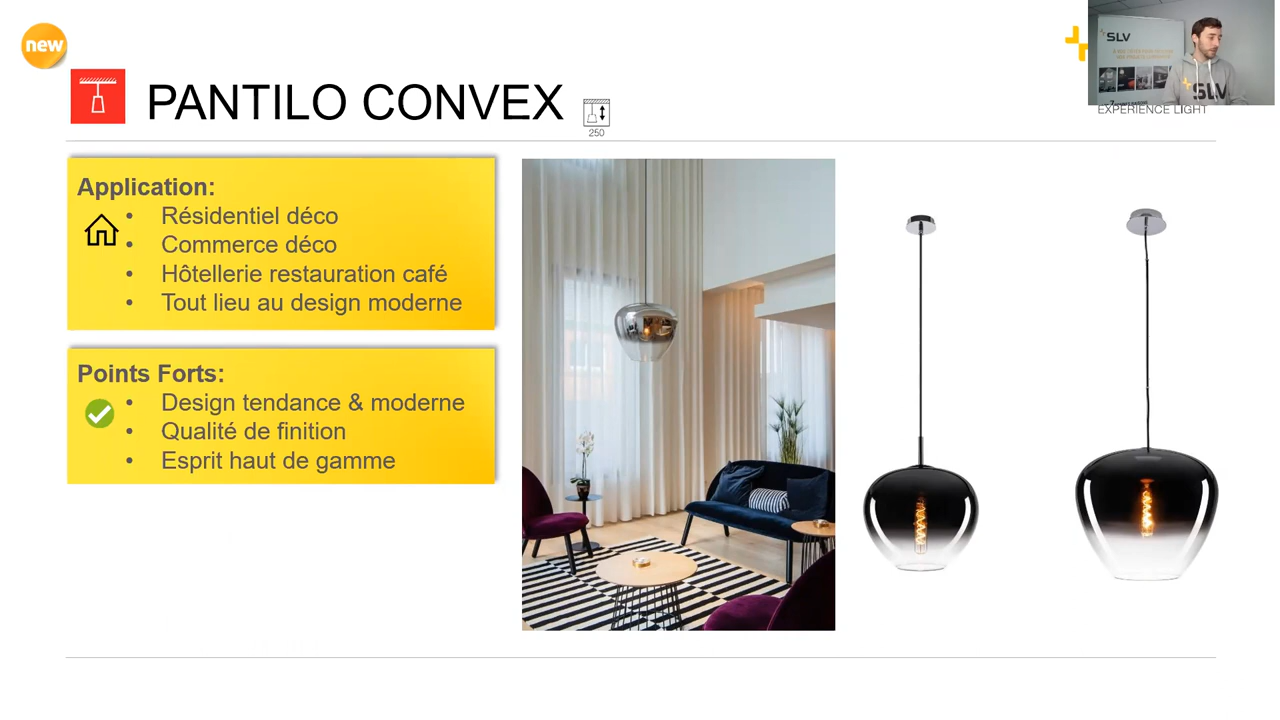 new
SLV
PANTILO CONVEX
250
SLV
EXPERIENCE LIGHT
Application:
• Résidentiel déco
• Commerce déco
• Hôtellerie restauration café
• Tout lieu au design moderne
Points Forts:
• Design tendance & moderne
• Qualité de finition
• Esprit haut de gamme